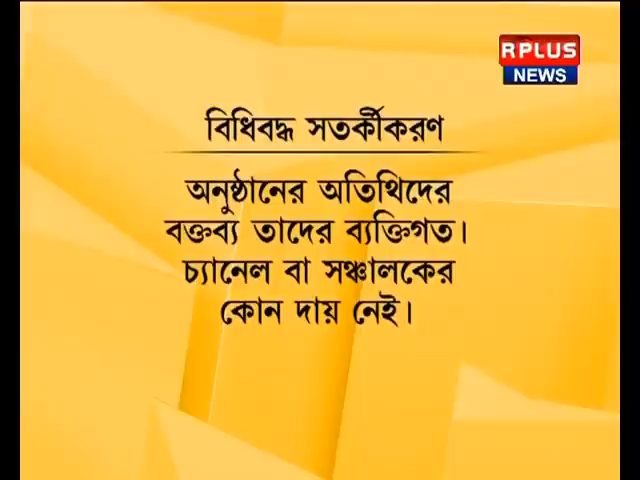 RPLUS
NEWS
বিধিবদ্ধ সতর্কীকরণ
অনুষ্ঠানের অতিথিদের
বক্তব্য তাদের ব্যক্তিগত।
চ্যানেল বা সঞ্চালকের
কোন দায় নেই।